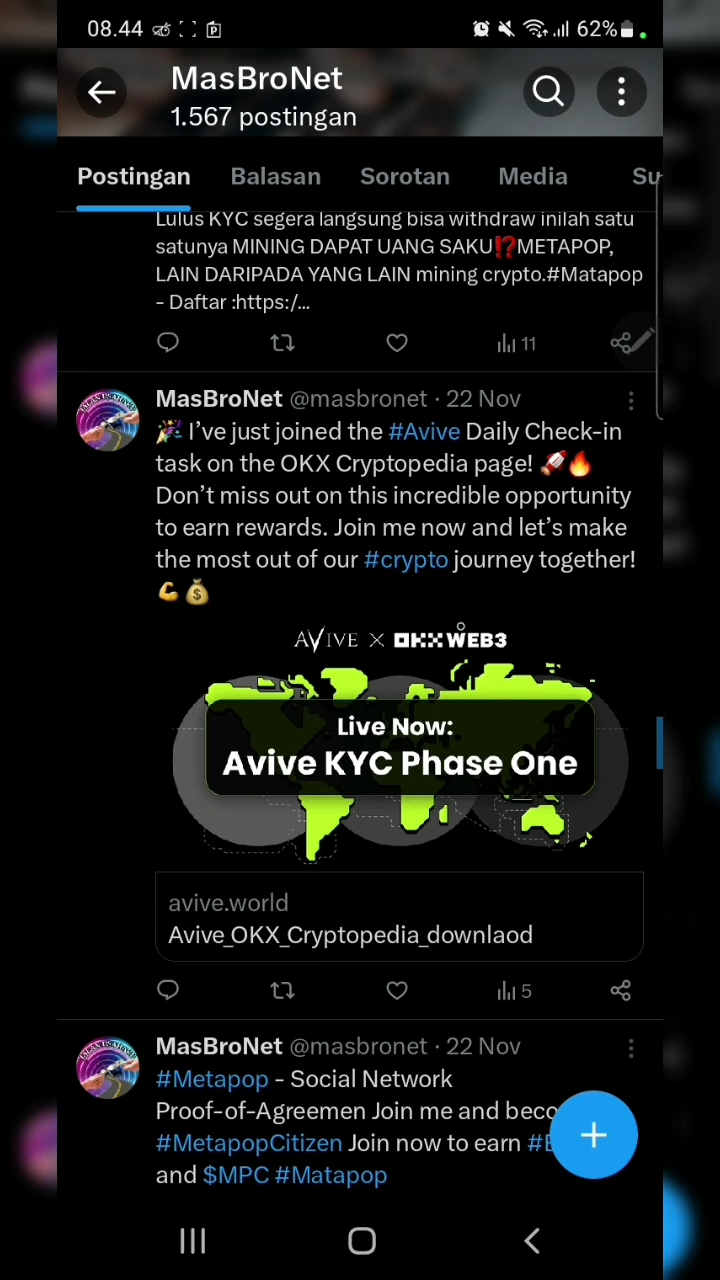 08.44
62%
MasBroNet
1.567 postingan
Postingan Balasan Sorotan Media Su
Lulus KYC segera langsung bisa withdraw inilah satu
satunya MINING DAPAT UANG SAKU⁉️METAPOP,
LAIN DARIPADA YANG LAIN mining crypto.#Matapop
- Daftar :https:/...
11
MasBroNet @masbronet · 22 Nov
🎉 I've just joined the #Avive Daily Check-in
task on the OKX Cryptopedia page! 🚀🔥
Don't miss out on this incredible opportunity
to earn rewards. Join me now and let's make
the most out of our #crypto journey together!
💪💰
AVIVE × OKX WEB3
Live Now:
Avive KYC Phase One
avive.world
Avive_OKX_Cryptopedia_downlaod
5
MasBroNet @masbronet · 22 Nov
#Metapop - Social Network
Proof-of-Agreemen Join me and beco
#MetapopCitizen Join now to earn #
and $MPC #Matapop